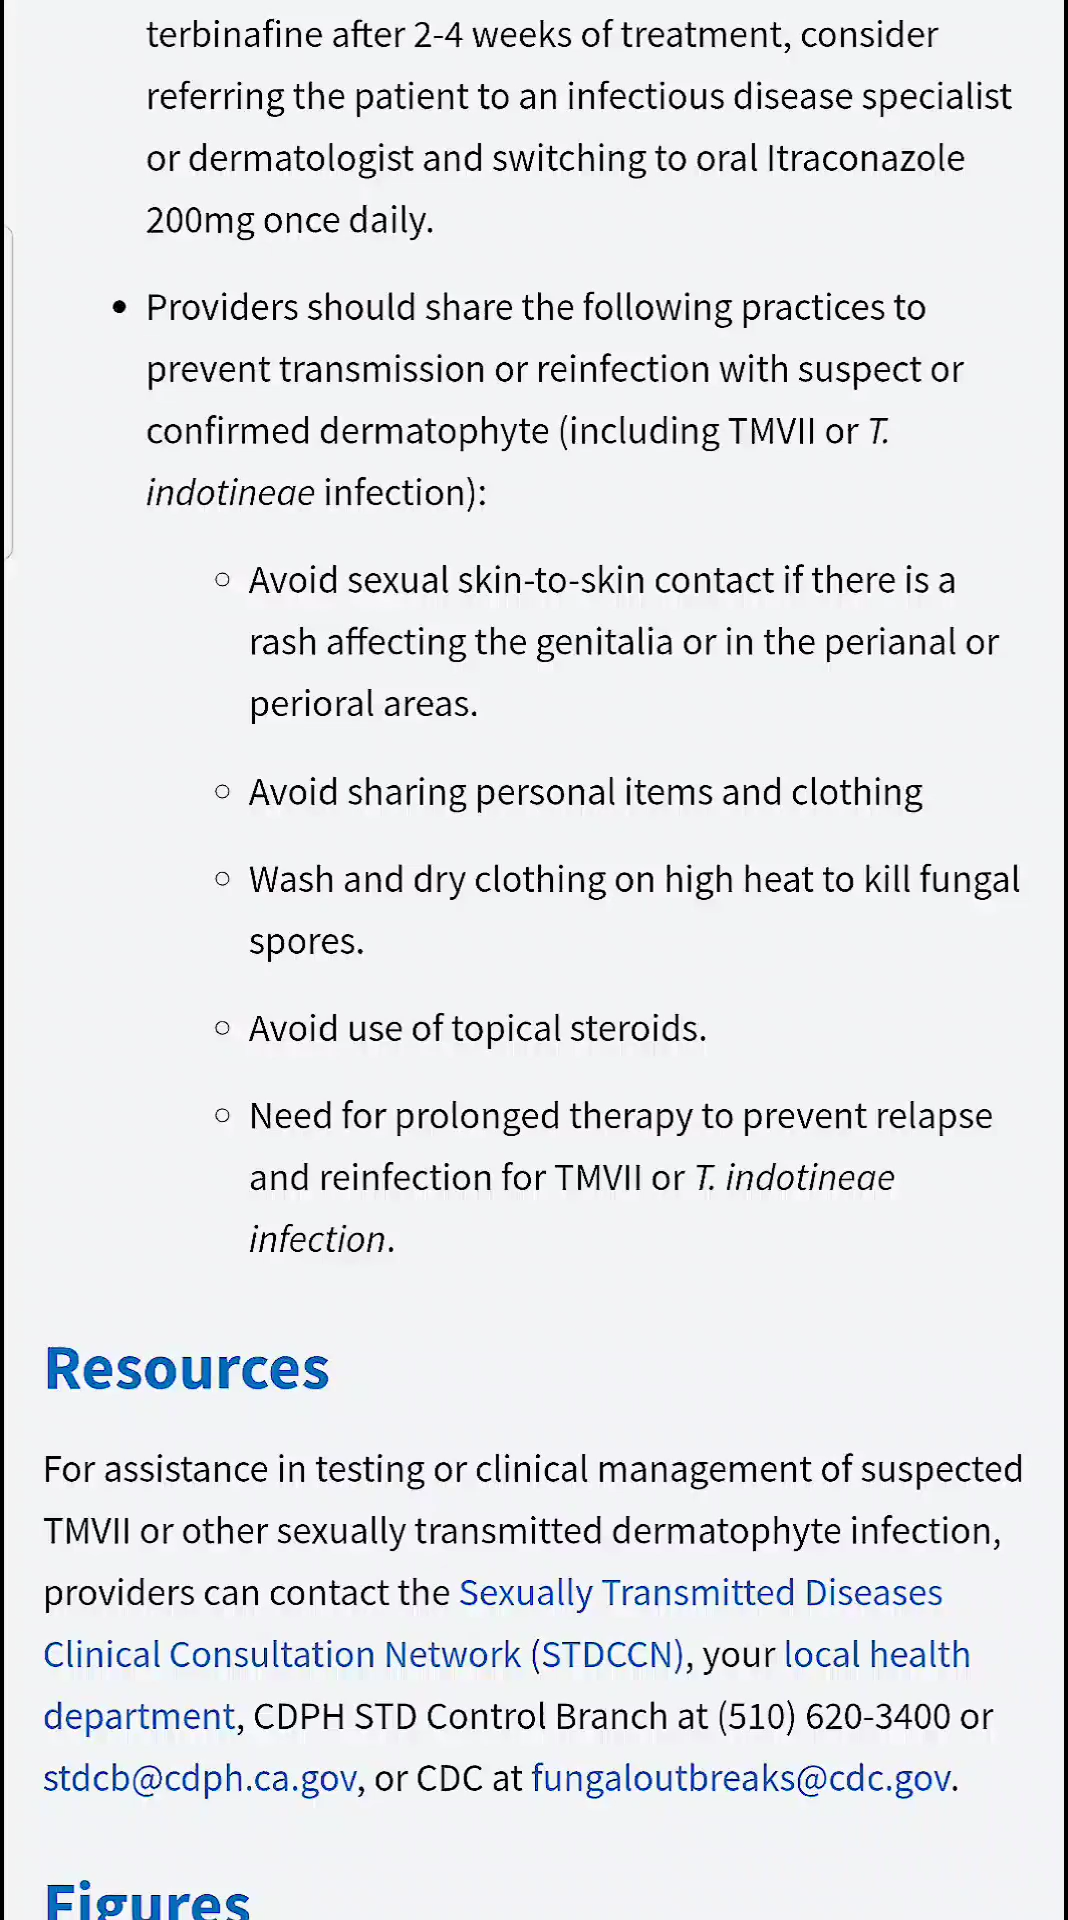 terbinafine after 2-4 weeks of treatment, consider
referring the patient to an infectious disease specialist
or dermatologist and switching to oral Itraconazole
200mg once daily.
• Providers should share the following practices to
prevent transmission or reinfection with suspect or
confirmed dermatophyte (including TMVII or T.
indotineae infection):
○ Avoid sexual skin-to-skin contact if there is a
rash affecting the genitalia or in the perianal or
perioral areas.
○ Avoid sharing personal items and clothing
○ Wash and dry clothing on high heat to kill fungal
spores.
○ Avoid use of topical steroids.
○ Need for prolonged therapy to prevent relapse
and reinfection for TMVII or T. indotineae
infection.
Resources
For assistance in testing or clinical management of suspected
TMVII or other sexually transmitted dermatophyte infection,
providers can contact the Sexually Transmitted Diseases
Clinical Consultation Network (STDCCN), your local health
department, CDPH STD Control Branch at (510) 620-3400 or
stdcb@cdph.ca.gov, or CDC at fungaloutbreaks@cdc.gov.
Figures